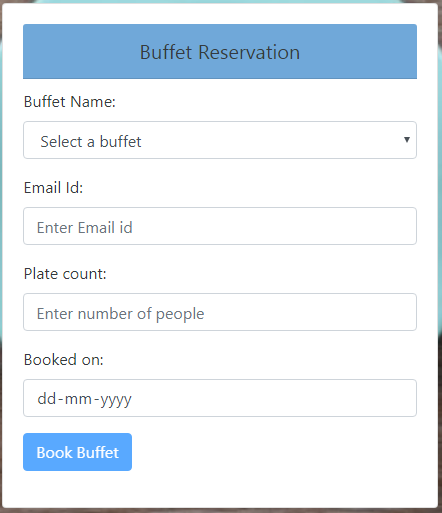 Buffet Reservation
Buffet Name:
Select a buffet
Email Id:
Enter Email id
Plate count:
Enter number of people
Booked on:
dd-mm-yyyy
Book Buffet